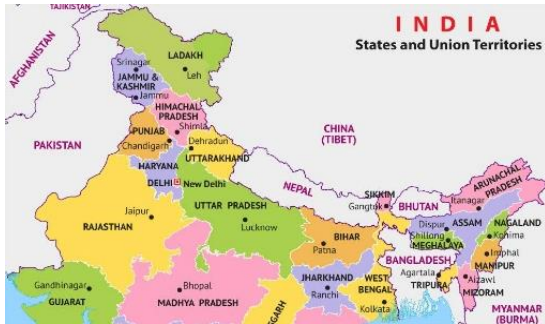 TAJIKISTAN
INDIA
States and Union Territories
AFGHANISTAN
LADAKH
Srinagar
Leh
JAMMU &
KASHMIR
Jammu
HIMACHAL
PRADESH
Shimla
PAKISTAN
PUNJAB
Chandigarh
Dehradun
UTTARAKHAND
CHINA
(TIBET)
HARYANA
DELHI
New Delhi
NEPAL
SIKKIM
Gangtok
BHUTAN
ARUNACHAL
PRADESH
Itanagar
Jaipur
RAJASTHAN
UTTAR PRADESH
Lucknow
BIHAR
Patna
Dispur
ASSAM
NAGALAND
Shillong
MEGHALAYA
Kohima
Imphal
MANIPUR
BANGLADESH
Agartala
TRIPURA
Aizawl
MIZORAM
Gandhinagar
GUJARAT
Bhopal
MADHYA PRADESH
JHARKHAND
Ranchi
WEST
BENGAL
Kolkata
MYANMAR
(BURMA)